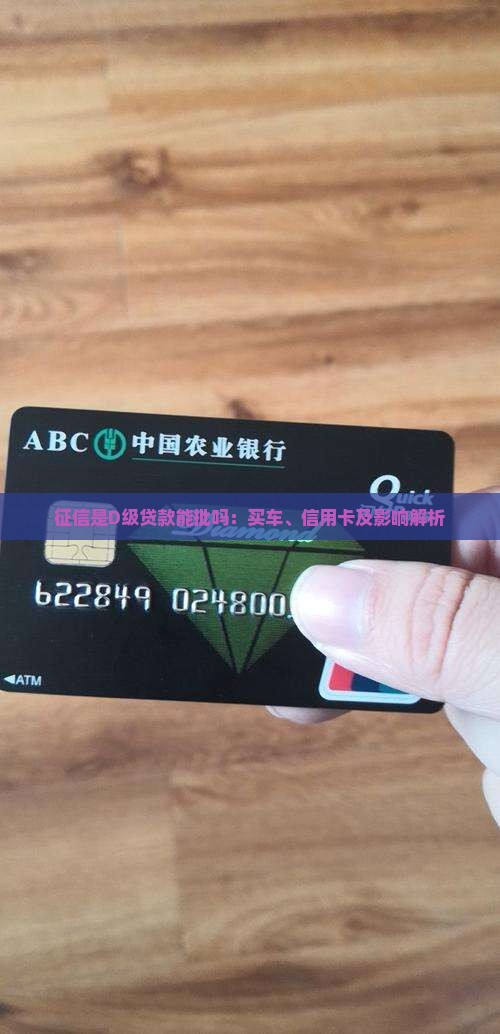 ABC 中国农业银行
Quick
征信是D级贷款能批吗：买车、信用卡及影响解析
Diamond
622849 024800
ATM